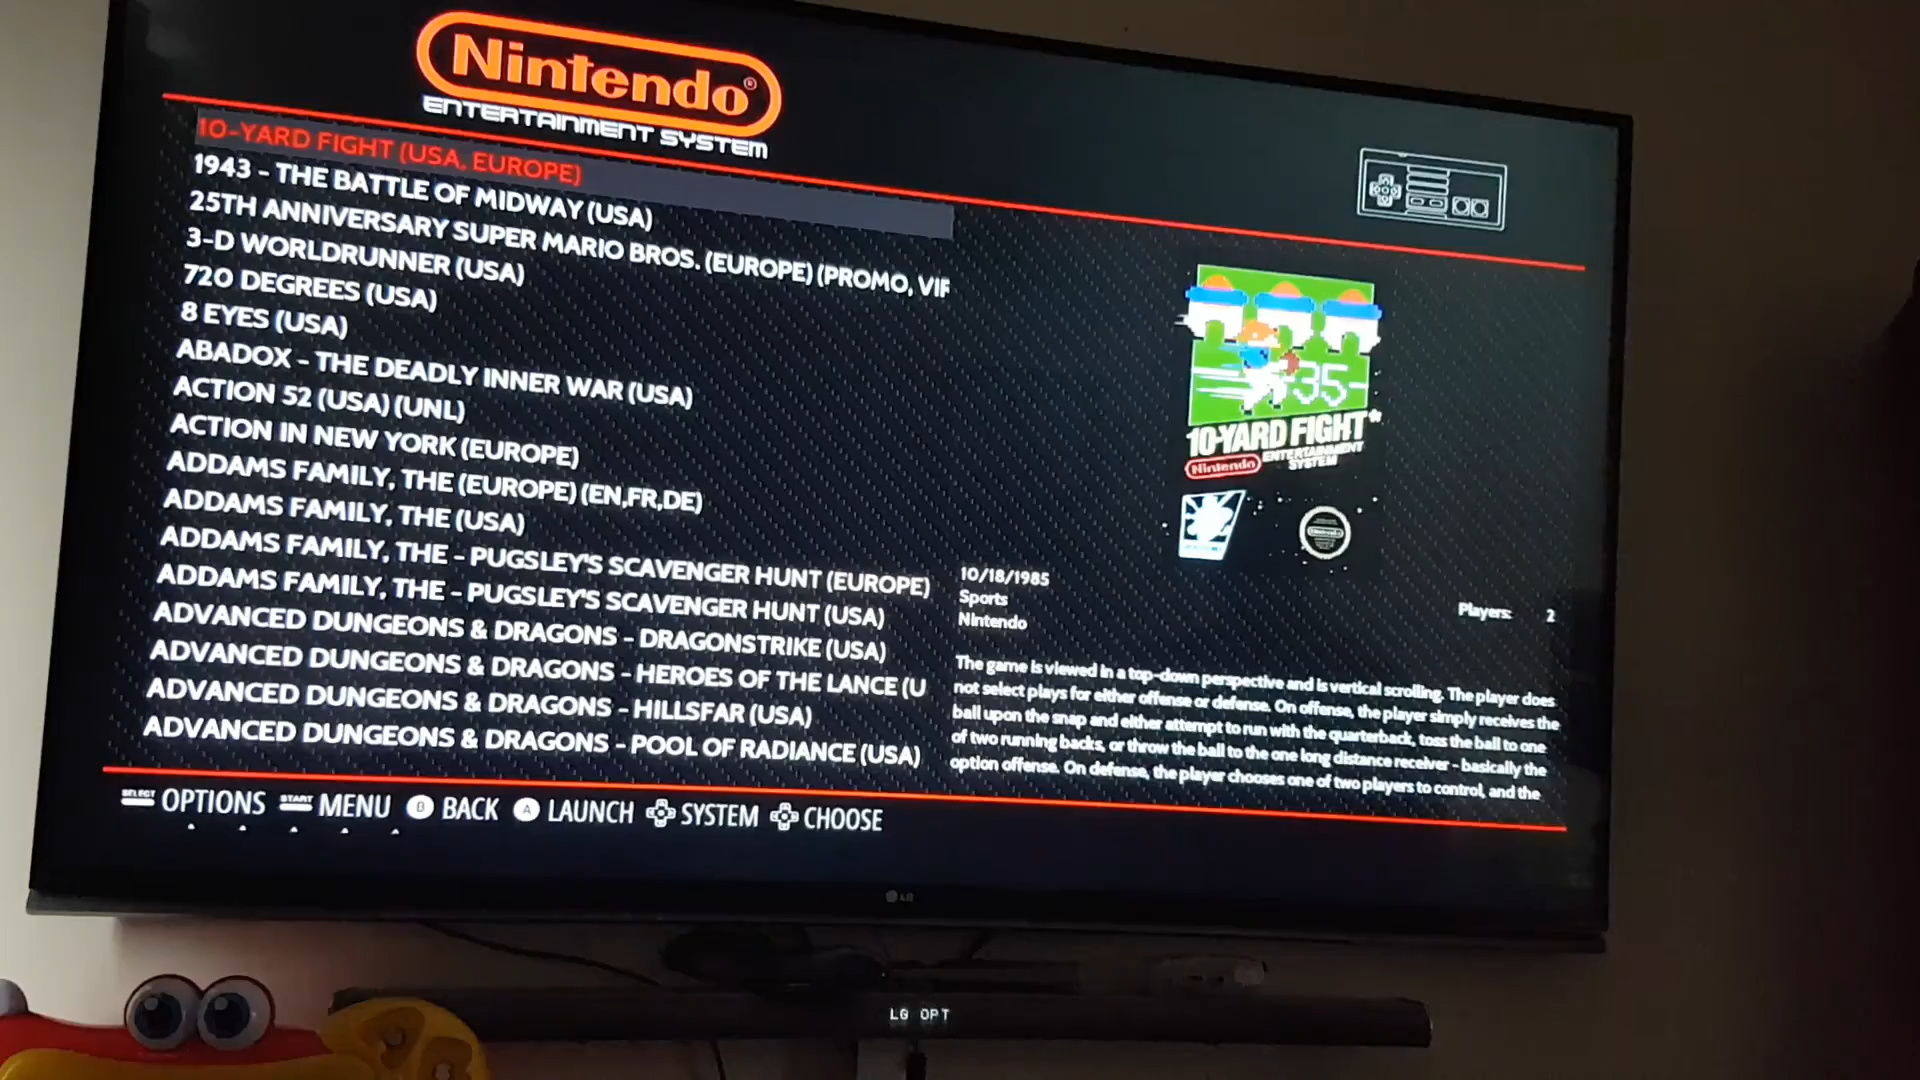 Nintendo®
ENTERTAINMENT SYSTEM
10-YARD FIGHT (USA, EUROPE)
1943 - THE BATTLE OF MIDWAY (USA)
25TH ANNIVERSARY SUPER MARIO BROS. (EUROPE) (PROMO, VIR
3-D WORLDRUNNER (USA)
720 DEGREES (USA)
8 EYES (USA)
ABADOX - THE DEADLY INNER WAR (USA)
ACTION 52 (USA) (UNL)
ACTION IN NEW YORK (EUROPE)
ADDAMS FAMILY, THE (EUROPE) (EN,FR,DE)
ADDAMS FAMILY, THE (USA)
ADDAMS FAMILY, THE - PUGSLEY'S SCAVENGER HUNT (EUROPE)
ADDAMS FAMILY, THE - PUGSLEY'S SCAVENGER HUNT (USA)
ADVANCED DUNGEONS & DRAGONS - DRAGONSTRIKE (USA)
ADVANCED DUNGEONS & DRAGONS - HEROES OF THE LANCE (U
ADVANCED DUNGEONS & DRAGONS - HILLSFAR (USA)
ADVANCED DUNGEONS & DRAGONS - POOL OF RADIANCE (USA)
35
10-YARD FIGHT
Nintendo
ENTERTAINMENT
SYSTEM
Nintendo
10/18/1985
Sports
Nintendo
Players: 2
The game is viewed in a top-down perspective and is vertical scrolling. The player does
not select plays for either offense or defense. On offense, the player simply receives the
ball upon the snap and either attempt to run with the quarterback, toss the ball to one
of two running backs, or throw the ball to the one long distance receiver - basically the
option offense. On defense, the player chooses one of two players to control, and the
SELECT OPTIONS START MENU B BACK A LAUNCH SYSTEM CHOOSE
LG
LG OPT